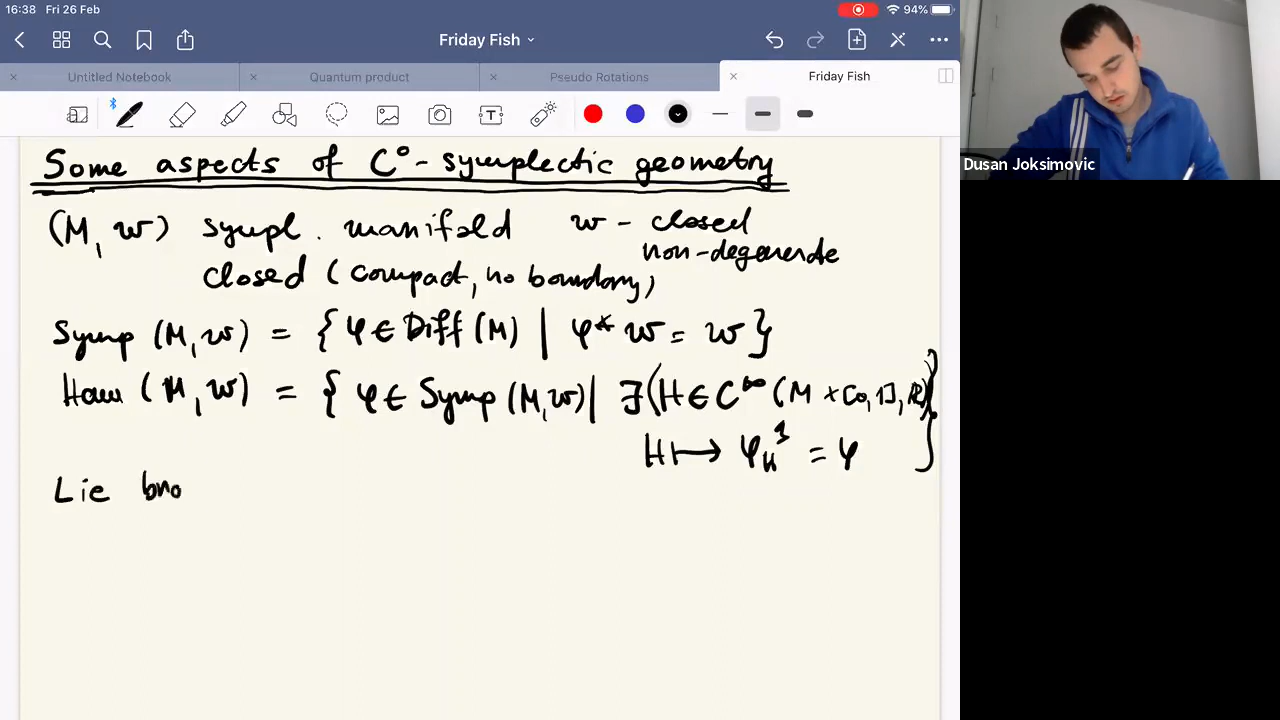 16:38 Fri 26 Feb 94%
Friday Fish
Untitled Notebook Quantum product Pseudo Rotations Friday Fish
Some aspects of C⁰-symplectic geometry
(M, ω) sympl. manifold ω - closed
non-degenerate
closed (compact, no boundary)
Symp (M, ω) = { φ ∈ Diff (M) | φ* ω = ω }
Ham (M, ω) = { φ ∈ Symp (M, ω) | ∃ (H ∈ C^∞ (M × [0, 1], ℝ)
H ↦ φ_H^1 = φ }
Lie bra
Dusan Joksimovic